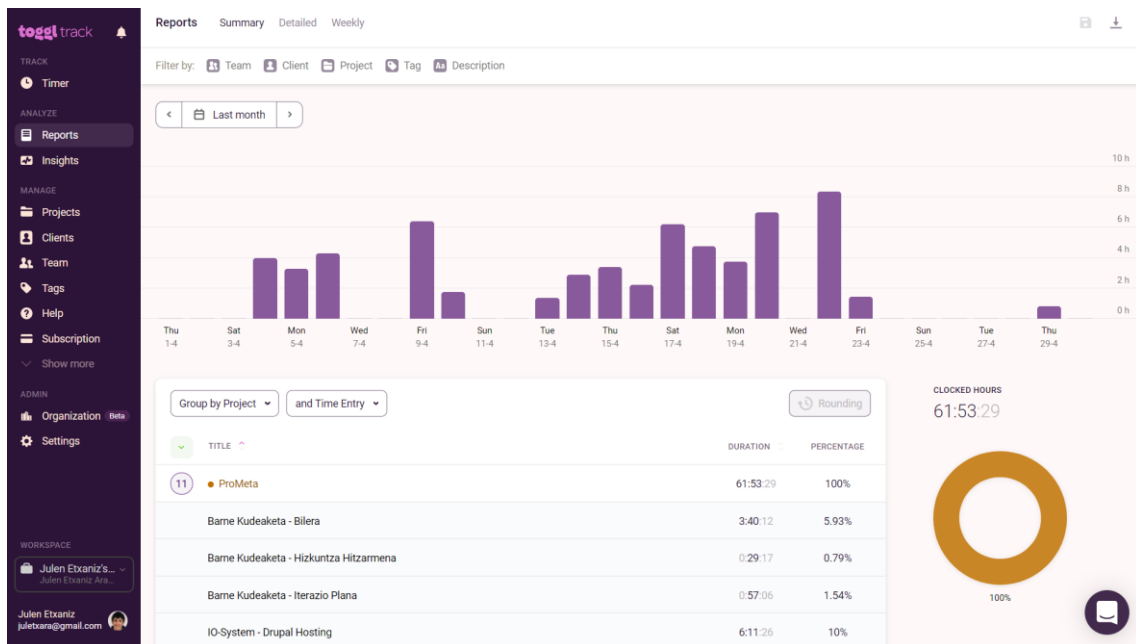 toggl track
TRACK
Timer
ANALYZE
Reports
Insights
MANAGE
Projects
Clients
Team
Tags
Help
Subscription
Show more
ADMIN
Organization Beta
Settings
WORKSPACE
Julen Etxaniz's...
Julen Etxaniz Ara...
Julen Etxaniz
juletxara@gmail.com
Reports Summary Detailed Weekly
Filter by: Team Client Project Tag Aa Description
Last month
10 h
8 h
6 h
4 h
2 h
0 h
Thu Sat Mon Wed Fri Sun Tue Thu Sat Mon Wed Fri Sun Tue Thu
1-4 3-4 5-4 7-4 9-4 11-4 13-4 15-4 17-4 19-4 21-4 23-4 25-4 27-4 29-4
Group by Project and Time Entry Rounding
TITLE DURATION PERCENTAGE
11 ProMeta 61:53:29 100%
Barne Kudeaketa - Bilera 3:40:12 5.93%
Barne Kudeaketa - Hizkuntza Hitzarmena 0:29:17 0.79%
Barne Kudeaketa - Iterazio Plana 0:57:06 1.54%
IO-System - Drupal Hosting 6:11:26 10%
CLOCKED HOURS
61:53:29
100%